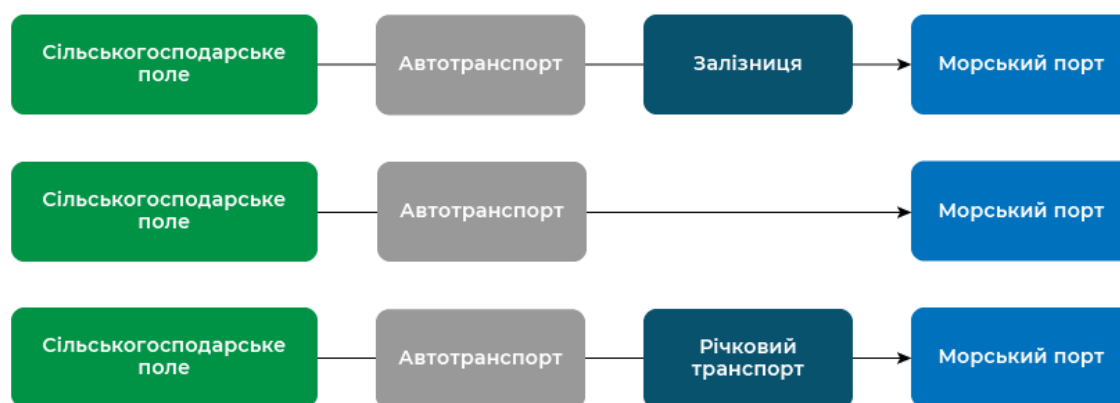 Сільськогосподарське
поле
Автотранспорт
Залізниця
Морський порт
Сільськогосподарське
поле
Автотранспорт
Морський порт
Сільськогосподарське
поле
Автотранспорт
Річковий
транспорт
Морський порт